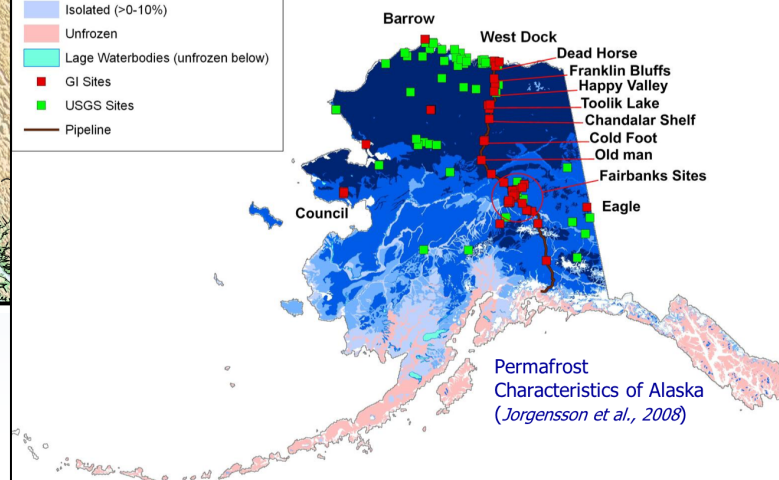 Isolated (>0-10%)
Unfrozen
Lage Waterbodies (unfrozen below)
GI Sites
USGS Sites
Pipeline
Barrow
West Dock
Dead Horse
Franklin Bluffs
Happy Valley
Toolik Lake
Chandalar Shelf
Cold Foot
Old man
Fairbanks Sites
Eagle
Council
Permafrost
Characteristics of Alaska
(Jorgensson et al., 2008)